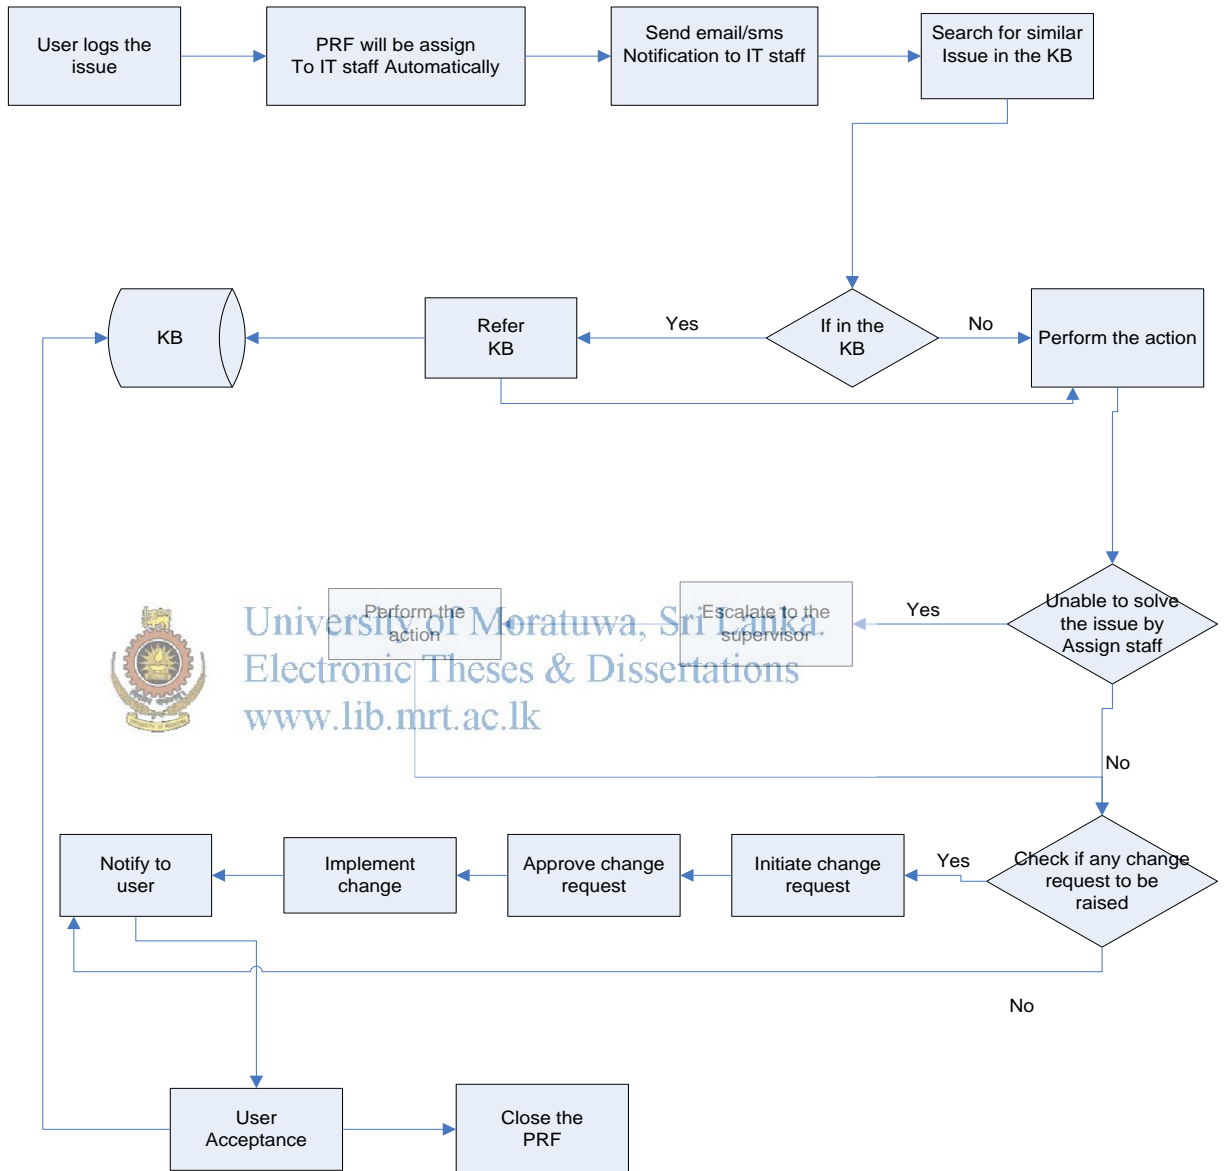 User logs the
issue
PRF will be assign
To IT staff Automatically
Send email/sms
Notification to IT staff
Search for similar
Issue in the KB
KB
Refer
KB
Yes
If in the
KB
No
Perform the action
Perform the
action
Escalate to the
supervisor
Yes
Unable to solve
the issue by
Assign staff
University of Moratuwa, Sri Lanka.
Electronic Theses & Dissertations
www.lib.mrt.ac.lk
No
Notify to
user
Implement
change
Approve change
request
Initiate change
request
Yes
Check if any change
request to be
raised
No
User
Acceptance
Close the
PRF